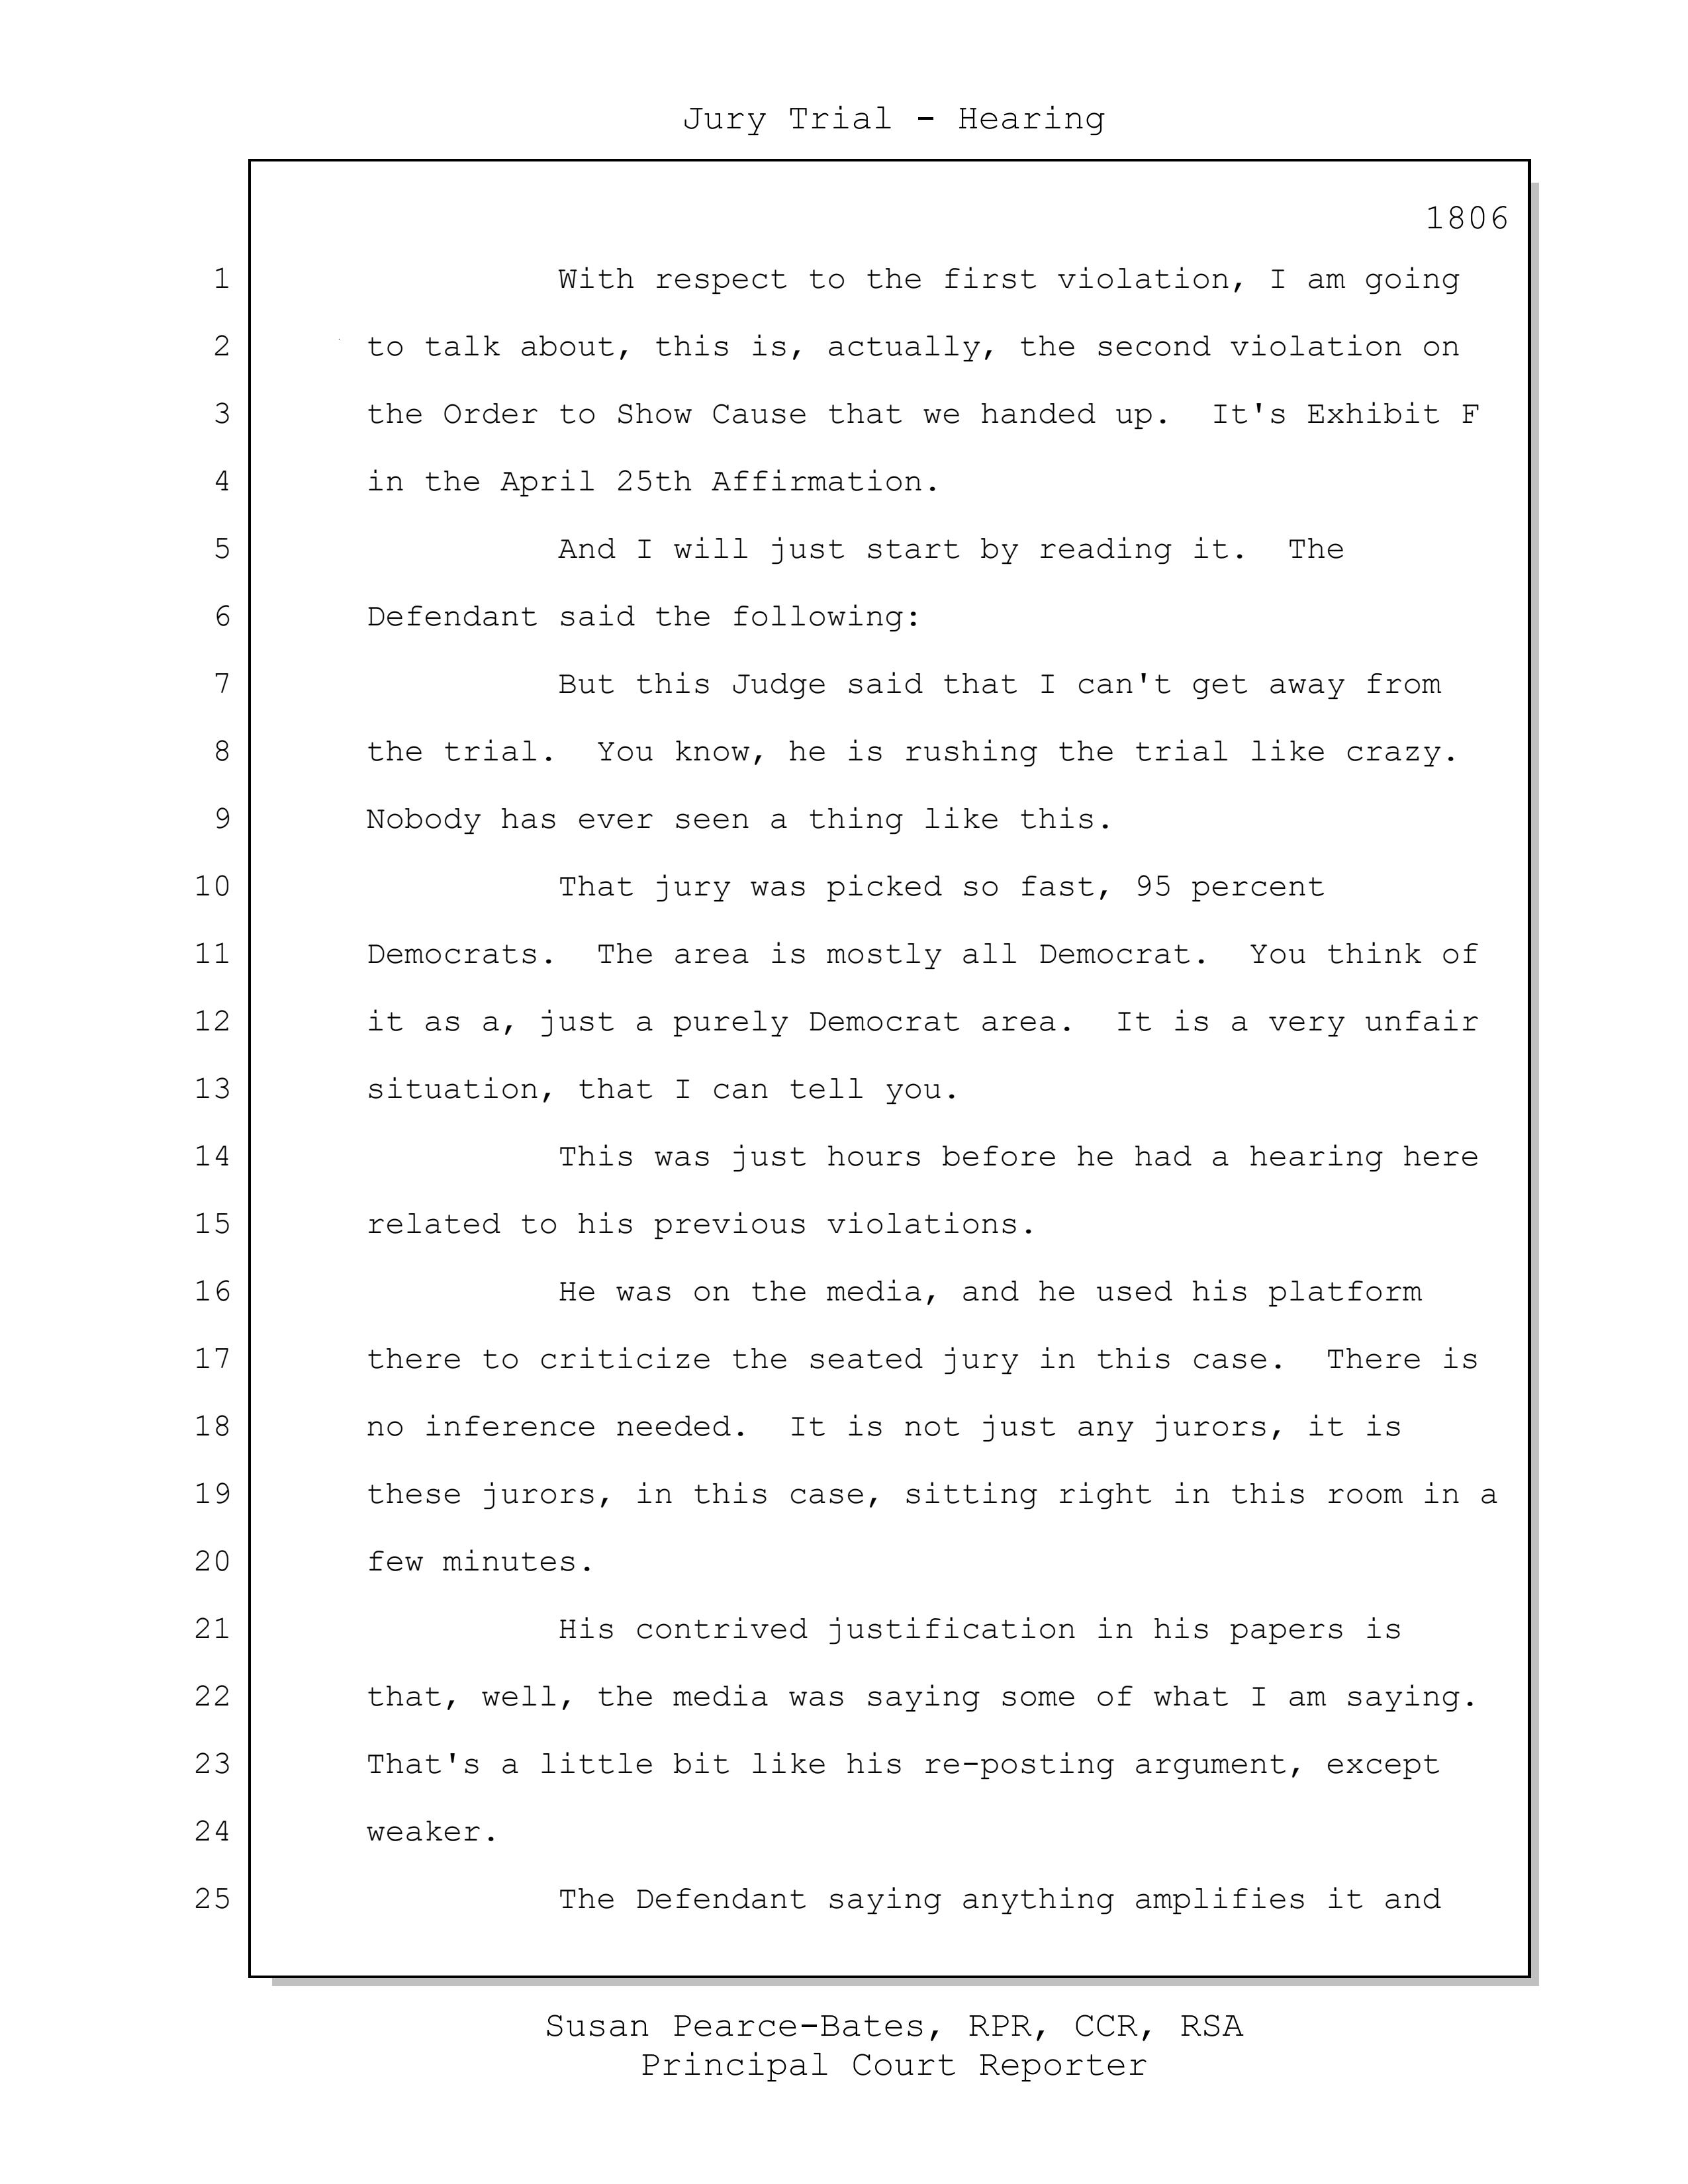 Jury Trial - Hearing
1806
1 With respect to the first violation, I am going
2 to talk about, this is, actually, the second violation on
3 the Order to Show Cause that we handed up. It's Exhibit F
4 in the April 25th Affirmation.
5 And I will just start by reading it. The
6 Defendant said the following:
7 But this Judge said that I can't get away from
8 the trial. You know, he is rushing the trial like crazy.
9 Nobody has ever seen a thing like this.
10 That jury was picked so fast, 95 percent
11 Democrats. The area is mostly all Democrat. You think of
12 it as a, just a purely Democrat area. It is a very unfair
13 situation, that I can tell you.
14 This was just hours before he had a hearing here
15 related to his previous violations.
16 He was on the media, and he used his platform
17 there to criticize the seated jury in this case. There is
18 no inference needed. It is not just any jurors, it is
19 these jurors, in this case, sitting right in this room in a
20 few minutes.
21 His contrived justification in his papers is
22 that, well, the media was saying some of what I am saying.
23 That's a little bit like his re-posting argument, except
24 weaker.
25 The Defendant saying anything amplifies it and
Susan Pearce-Bates, RPR, CCR, RSA
Principal Court Reporter